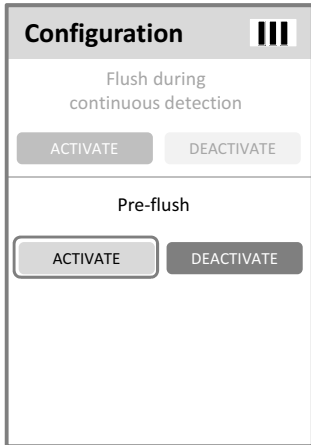 Configuration
Flush during
continuous detection
ACTIVATE DEACTIVATE
Pre-flush
ACTIVATE DEACTIVATE